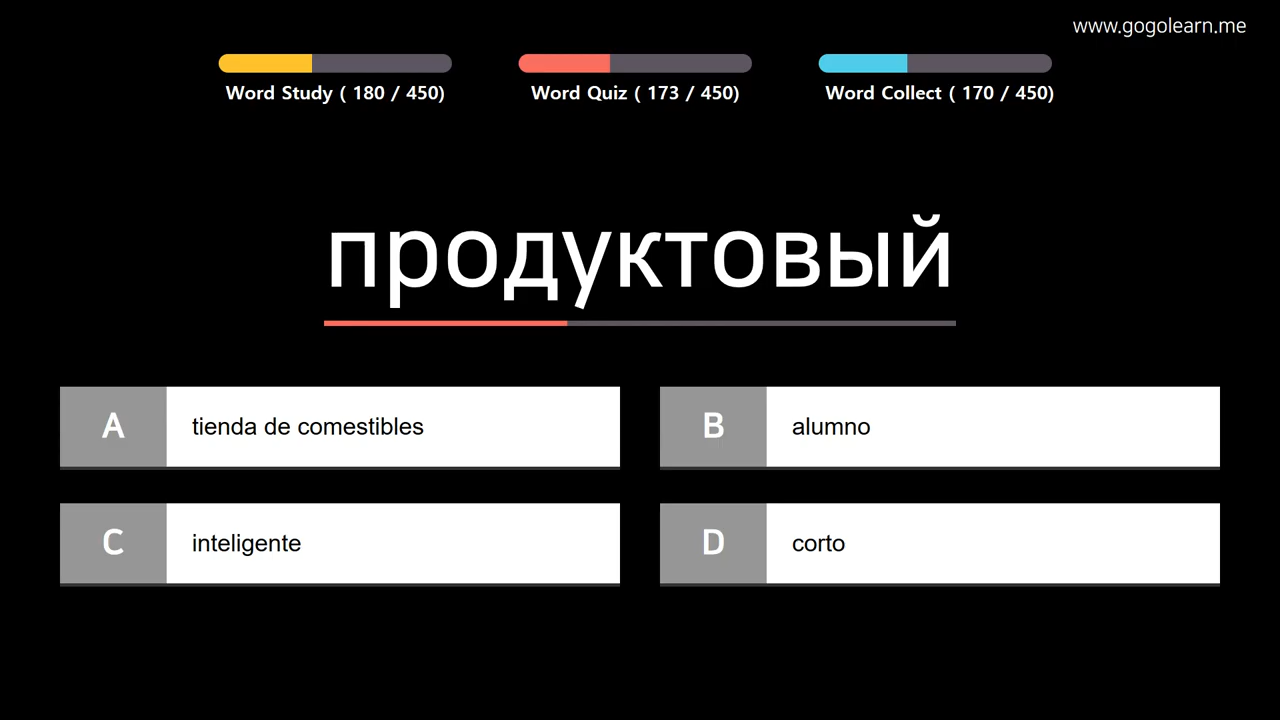 www.gogolearn.me
Word Study ( 180 / 450)
Word Quiz ( 173 / 450)
Word Collect ( 170 / 450)
продуктовый
A tienda de comestibles
B alumno
C inteligente
D corto